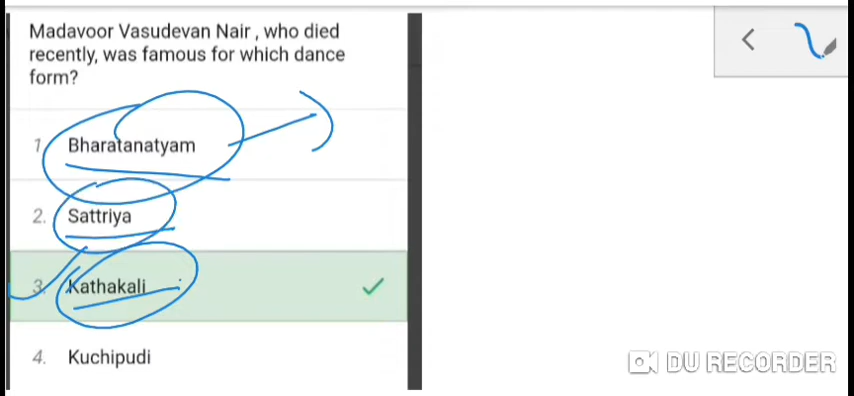 Madavoor Vasudevan Nair , who died
recently, was famous for which dance
form?
1. Bharatanatyam
2. Sattriya
3. Kathakali
4. Kuchipudi
DU RECORDER